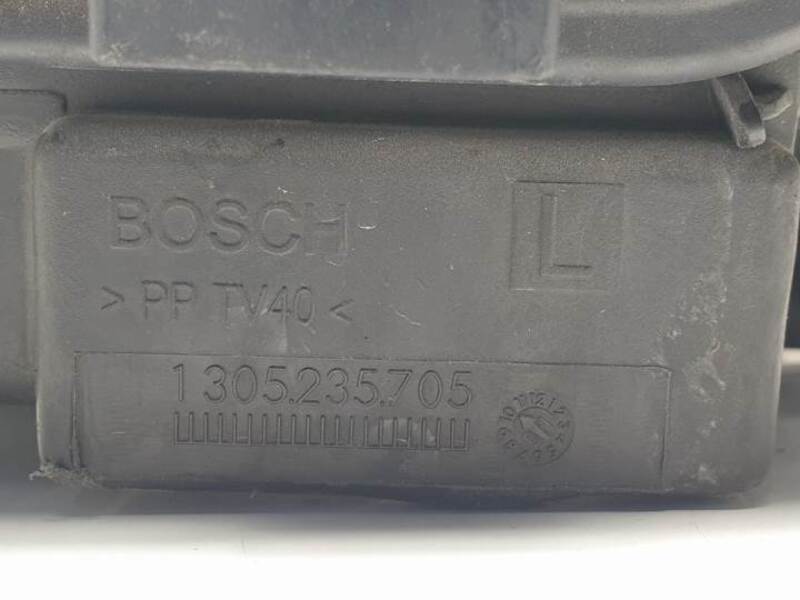 BOSCH
L
> PP TV40 <
1 305.235.705